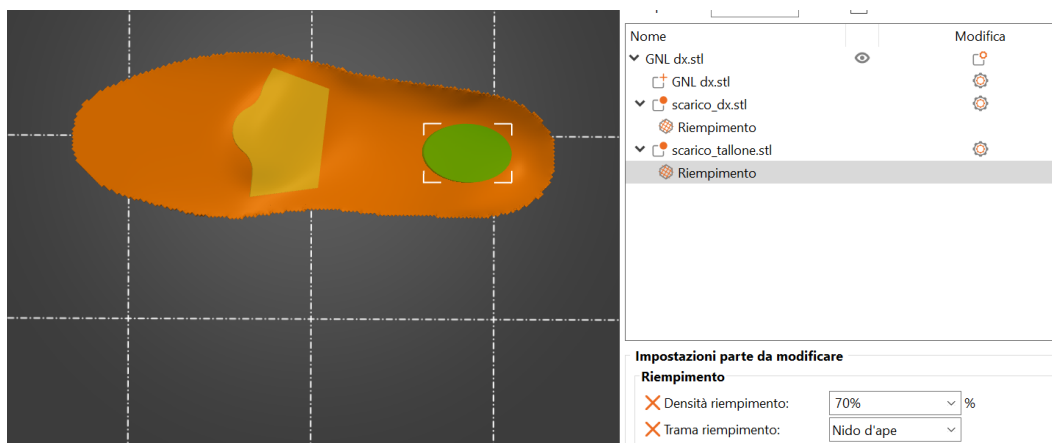 Nome Modifica
GNL dx.stl
GNL dx.stl
scarico_dx.stl
Riempimento
scarico_tallone.stl
Riempimento
Impostazioni parte da modificare
Riempimento
Densità riempimento: 70% %
Trama riempimento: Nido d'ape